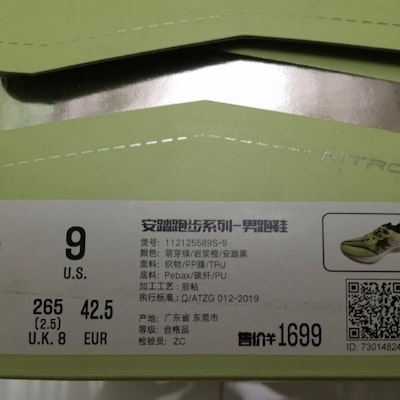 NITRO
安踏跑步系列-男跑鞋
货号: 112125589S-9
颜色: 萌芽绿/岩浆橙/安踏黑
面料: 织物/PP膜/TPU
底料: Pebax/碳纤/PU
加工工艺: 胶粘
执行标准: Q/ATZG 012-2019
产地: 广东省 东莞市
等级: 合格品
检验员: ZC
售价¥1699
9
U.S.
265 42.5
(2.5)
U.K. 8 EUR
ID: 7301482